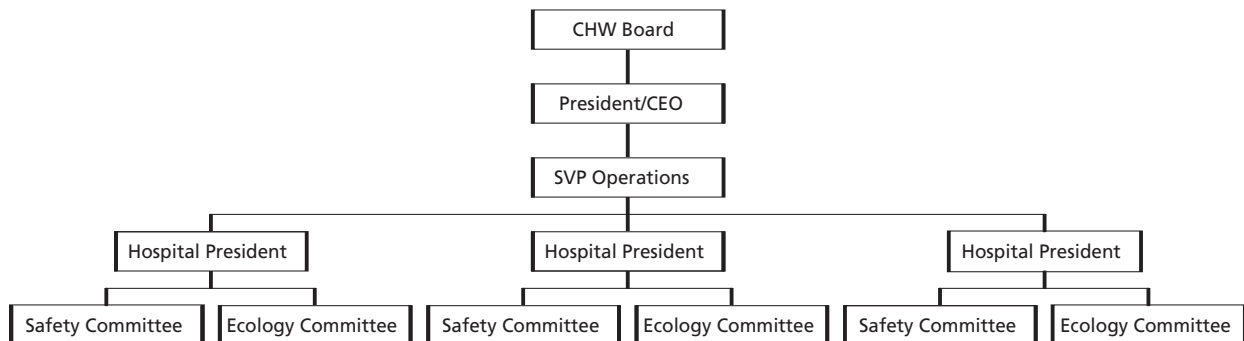 CHW Board
President/CEO
SVP Operations
Hospital President
Hospital President
Hospital President
Safety Committee
Ecology Committee
Safety Committee
Ecology Committee
Safety Committee
Ecology Committee